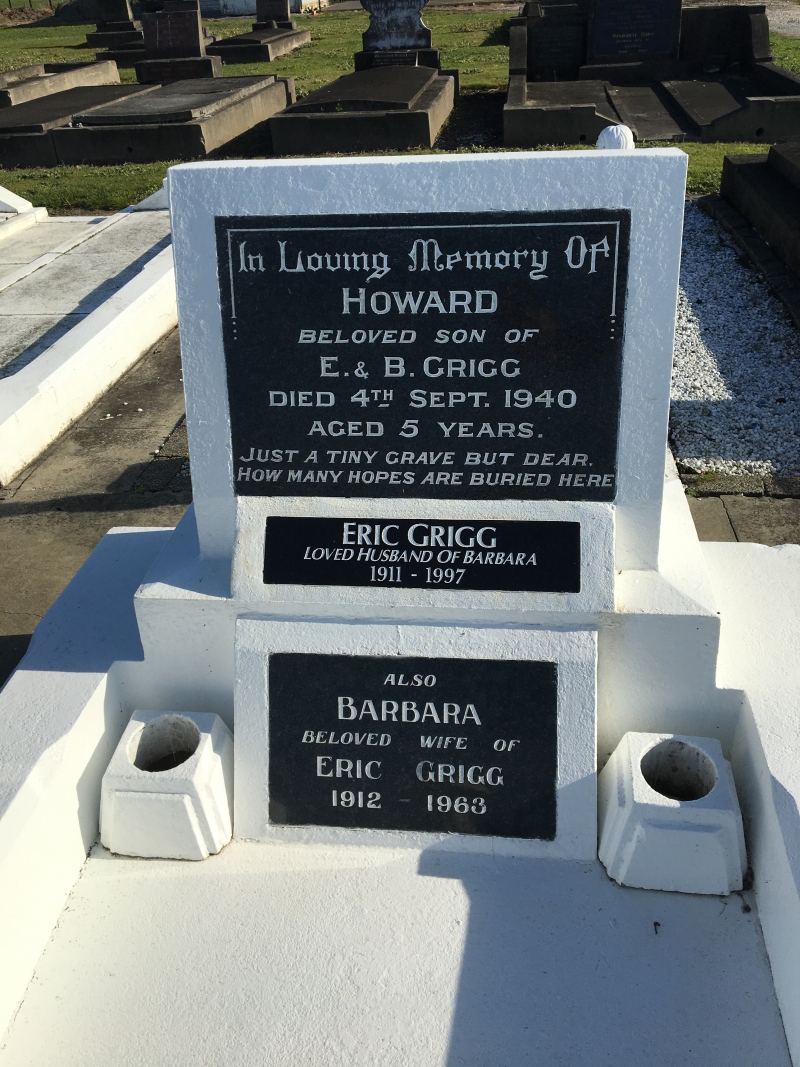 In Loving Memory Of
HOWARD
BELOVED SON OF
E. & B. GRIGG
DIED 4TH SEPT. 1940
AGED 5 YEARS.
JUST A TINY GRAVE BUT DEAR.
HOW MANY HOPES ARE BURIED HERE
ERIC GRIGG
LOVED HUSBAND OF BARBARA
1911 - 1997
ALSO
BARBARA
BELOVED WIFE OF
ERIC GRIGG
1912 - 1963